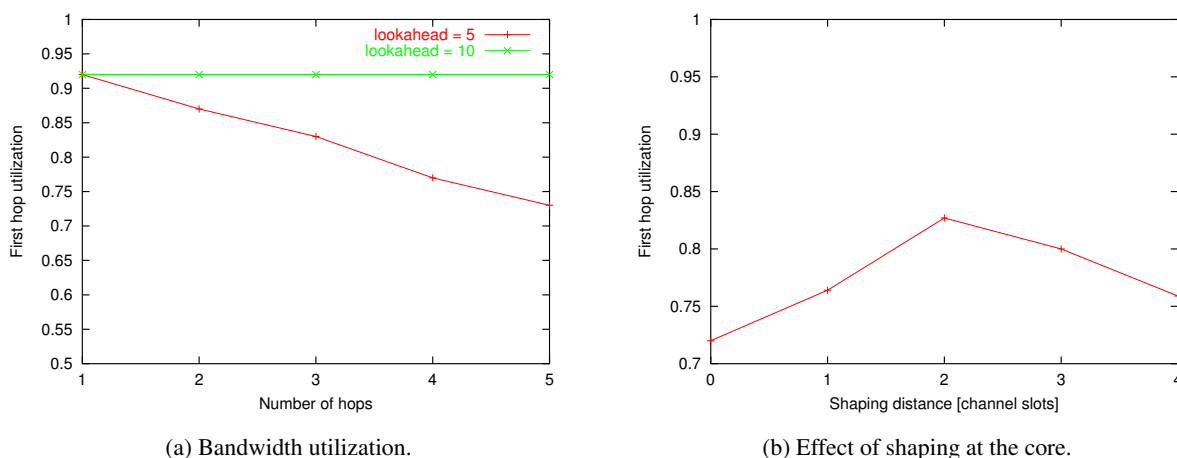 1
0.95
0.9
0.85
0.8
0.75
0.7
0.65
0.6
0.55
0.5
First hop utilization
lookahead = 5
lookahead = 10
1 2 3 4 5
Number of hops
(a) Bandwidth utilization.
1
0.95
0.9
0.85
0.8
0.75
0.7
First hop utilization
0 1 2 3 4
Shaping distance [channel slots]
(b) Effect of shaping at the core.